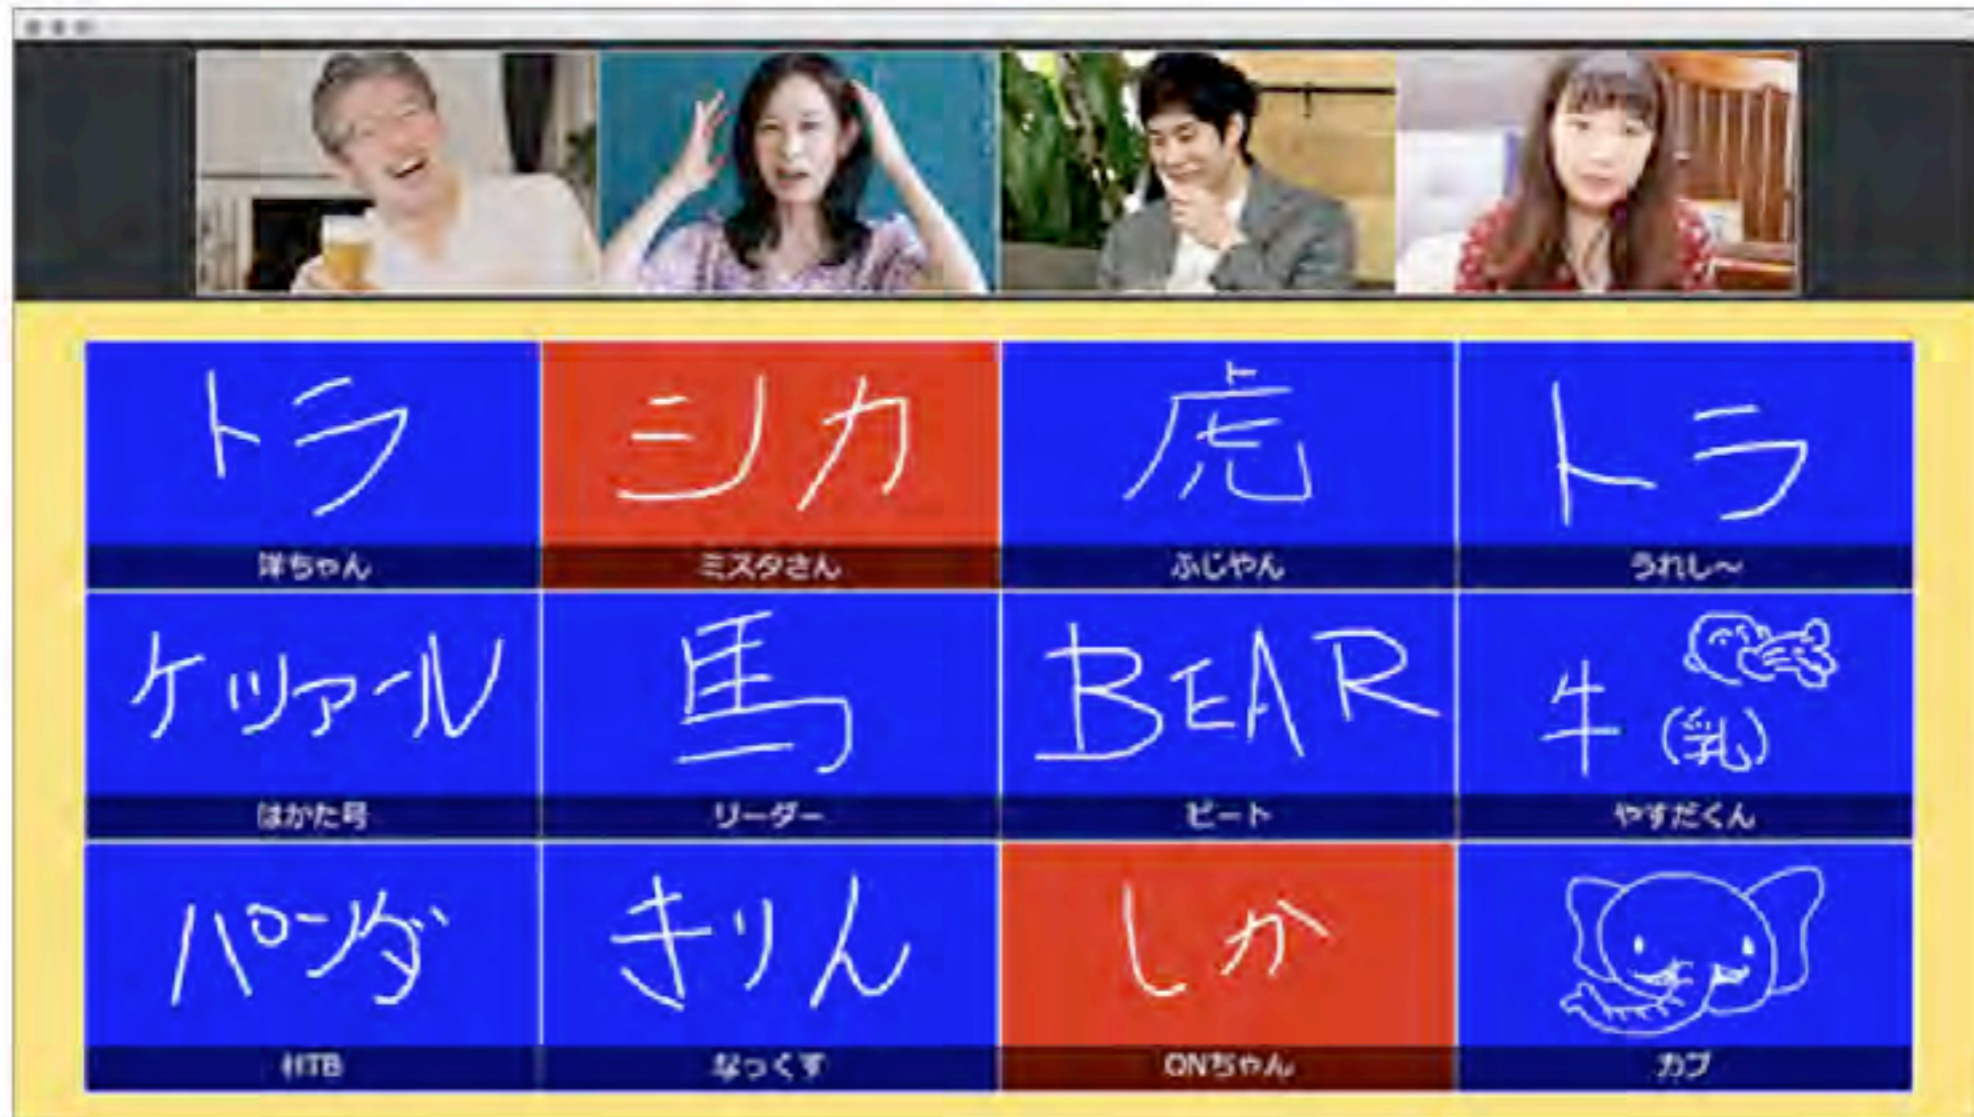 トラ
シカ
虎
トラ
洋ちゃん
ミスタさん
ふじやん
うれし〜
ケツァール
馬
BEAR
牛(乳)
はかた号
リーダー
ビート
やすだくん
パンダ
きりん
しか
HTB
なっくす
ONちゃん
カブ